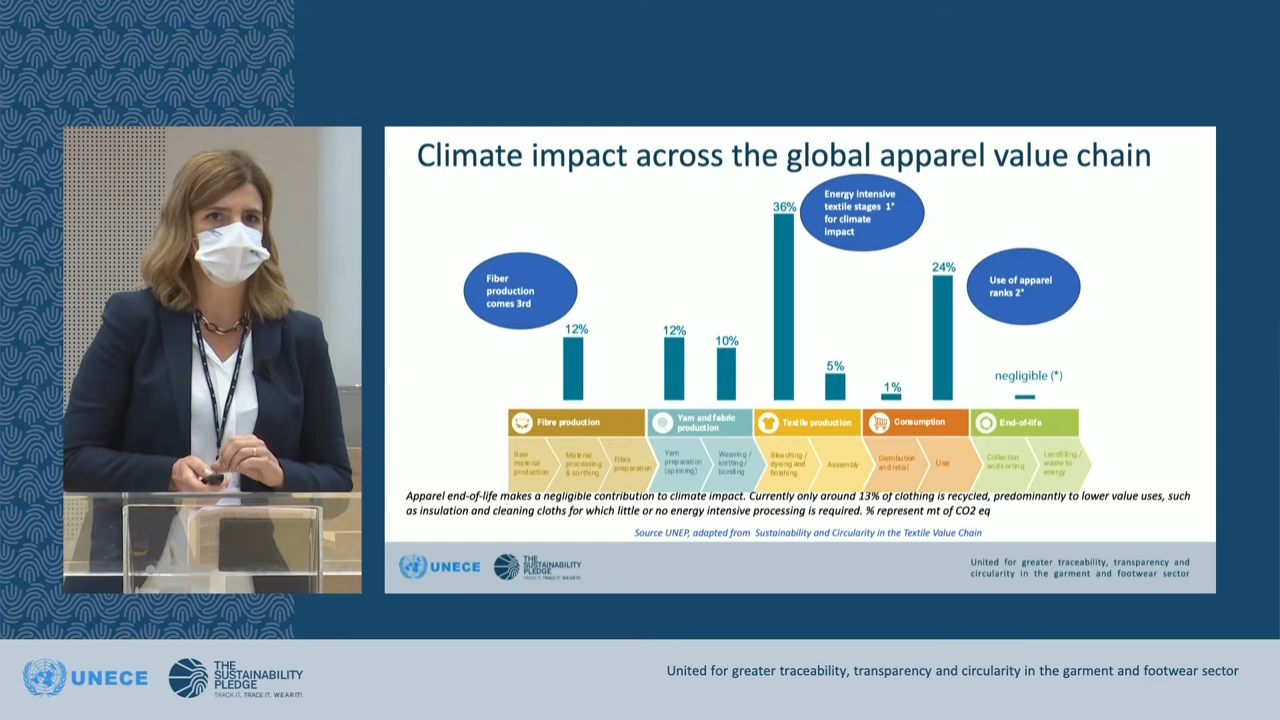 Climate impact across the global apparel value chain
Energy intensive
textile stages 1°
for climate
impact
36%
Fiber
production
comes 3rd
24%
Use of apparel
ranks 2°
12%
12%
10%
5%
1%
negligible (*)
Fibre production
Yarn and fabric
production
Textile production
Consumption
End-of-life
Raw
material
production
Material
processing
& sorthing
Fibre
preparation
Yarn
preparation
(spinning)
Weaving /
knitting/
bonding
Bleaching /
dyeing and
finishing
Assembly
Distribution
and retail
Use
Collection
and sorting
Landfilling /
waste to
energy
Apparel end-of-life makes a negligible contribution to climate impact. Currently only around 13% of clothing is recycled, predominantly to lower value uses, such
as insulation and cleaning cloths for which little or no energy intensive processing is required. % represent mt of CO2 eq
Source UNEP, adapted from Sustainability and Circularity in the Textile Value Chain
UNECE
THE
SUSTAINABILITY
PLEDGE
TRACK IT, TRACE IT, WEAR IT!
United for greater traceability, transparency and
circularity in the garment and footwear sector
UNECE
THE
SUSTAINABILITY
PLEDGE
TRACK IT, TRACE IT, WEAR IT!
United for greater traceability, transparency and circularity in the garment and footwear sector